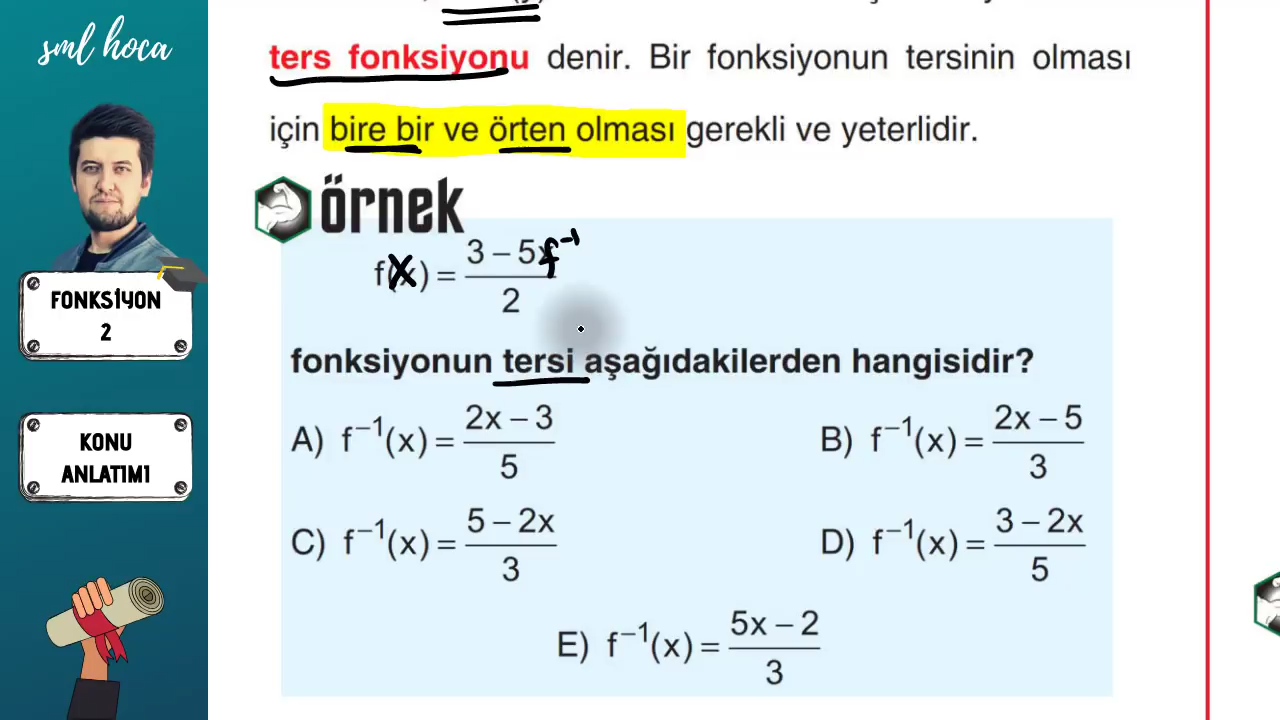 sml hoca
FONKSİYON
2
KONU
ANLATIMI
ters fonksiyonu denir. Bir fonksiyonun tersinin olması
için bire bir ve örten olması gerekli ve yeterlidir.
örnek
f(x) = (3 – 5x)/2
x
f⁻¹
fonksiyonun tersi aşağıdakilerden hangisidir?
A) f⁻¹(x) = (2x – 3)/5
B) f⁻¹(x) = (2x – 5)/3
C) f⁻¹(x) = (5 – 2x)/3
D) f⁻¹(x) = (3 – 2x)/5
E) f⁻¹(x) = (5x – 2)/3